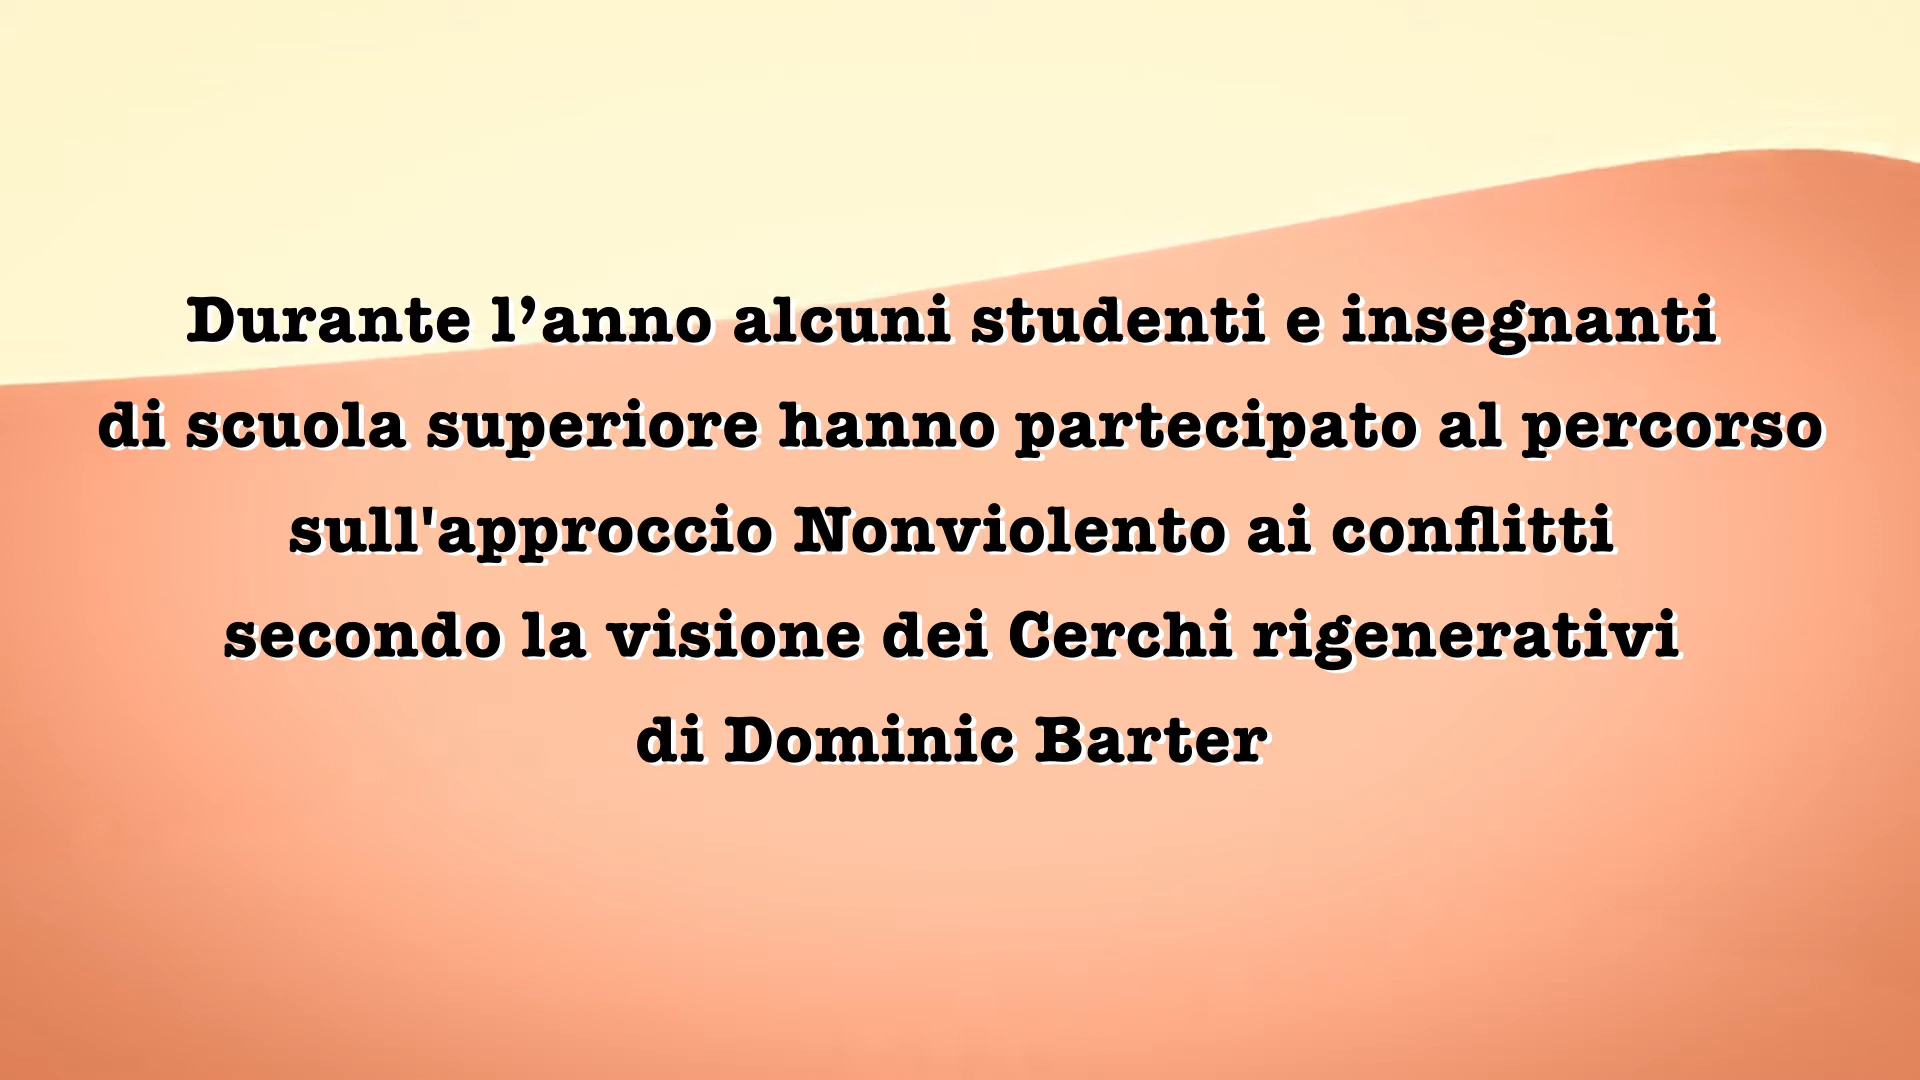 Durante l’anno alcuni studenti e insegnanti
di scuola superiore hanno partecipato al percorso
sull'approccio Nonviolento ai conflitti
secondo la visione dei Cerchi rigenerativi
di Dominic Barter